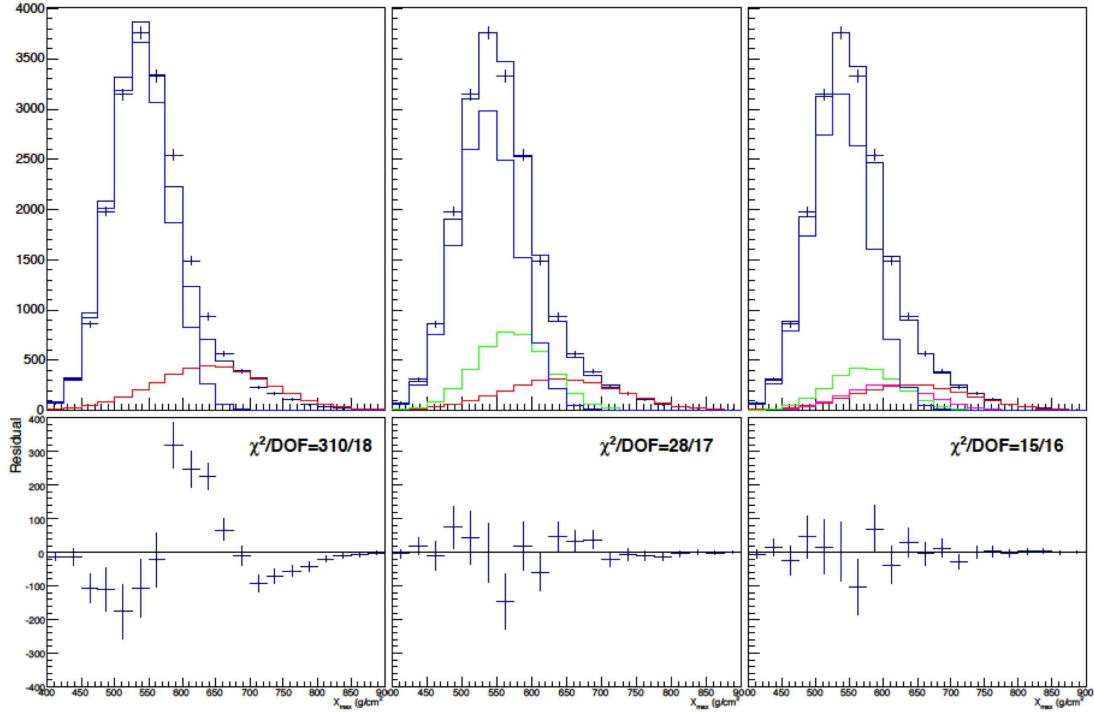 4000
3500
3000
2500
2000
1500
1000
500
0
Residual
400
300
200
100
0
-100
-200
-300
-400
χ²/DOF=310/18
χ²/DOF=28/17
χ²/DOF=15/16
400 450 500 550 600 650 700 750 800 850 900
450 500 550 600 650 700 750 800 850 900
450 500 550 600 650 700 750 800 850 900
Xmax g/cm²
Xmax g/cm²
Xmax g/cm²